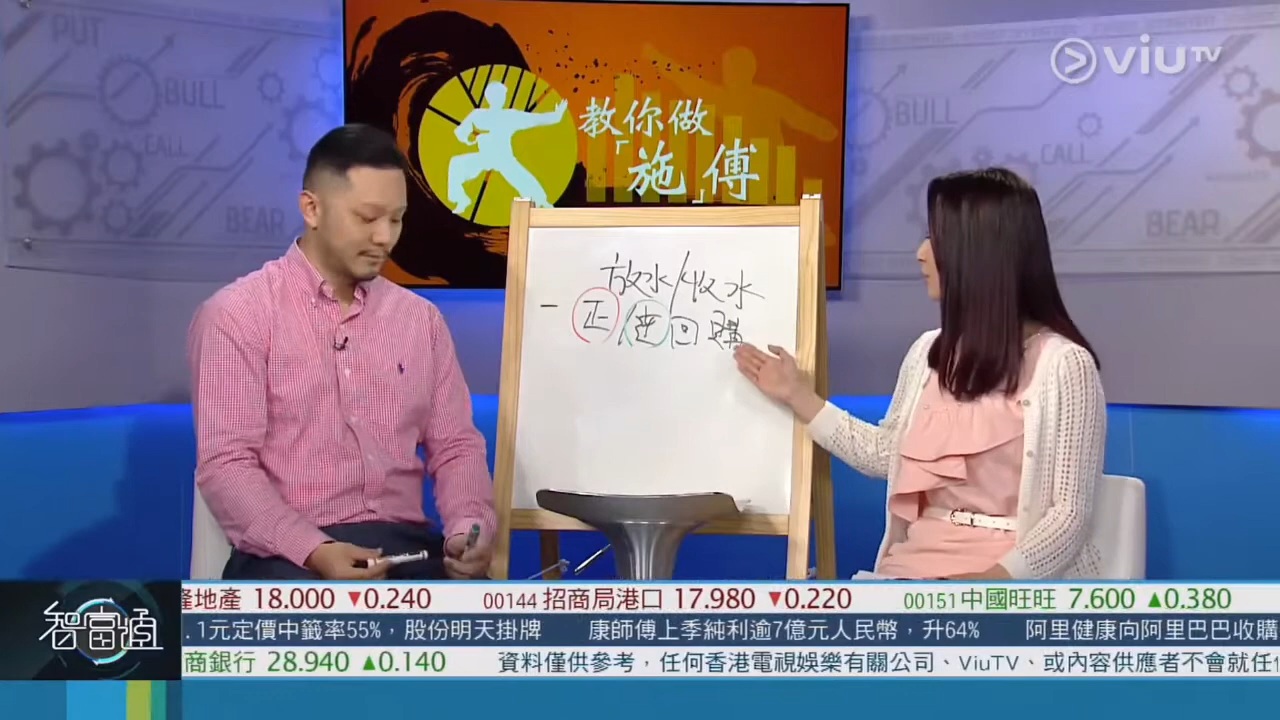 PUT
BULL
CALL
BEAR
viuTV
BULL
CALL
BEAR
教你做
「施」傅
放水/收水
- 正/逆回購
智富通
隆地產 18.000 ▼0.240 00144 招商局港口 17.980 ▼0.220 00151 中國旺旺 7.600 ▲0.380
.1元定價中籤率55%，股份明天掛牌 康師傅上季純利逾7億元人民幣，升64% 阿里健康向阿里巴巴收購
商銀行 28.940 ▲0.140 資料僅供參考，任何香港電視娛樂有關公司、ViuTV、或內容供應者不會就任